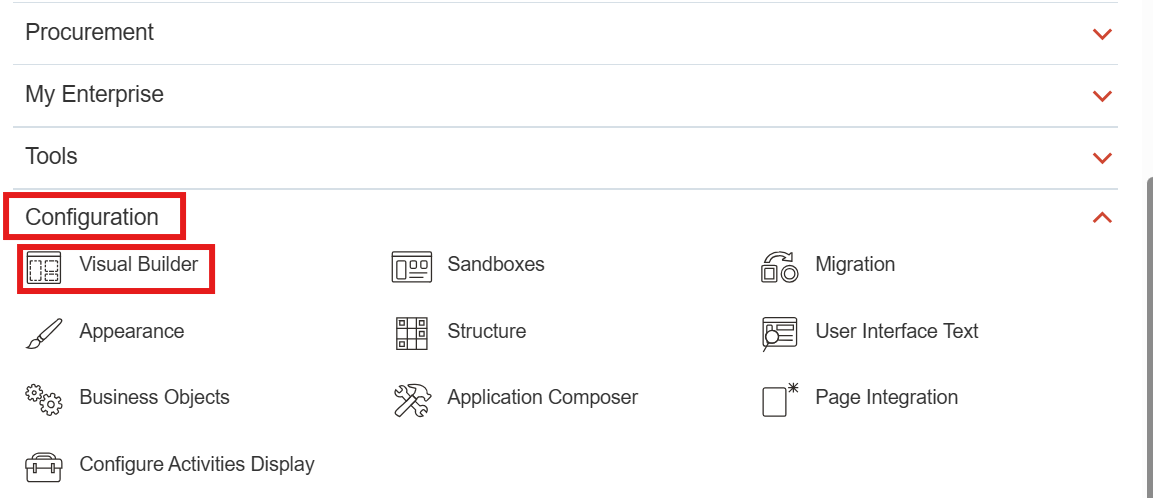 Procurement
My Enterprise
Tools
Configuration
Visual Builder
Sandboxes
Migration
Appearance
Structure
User Interface Text
Business Objects
Application Composer
Page Integration
Configure Activities Display